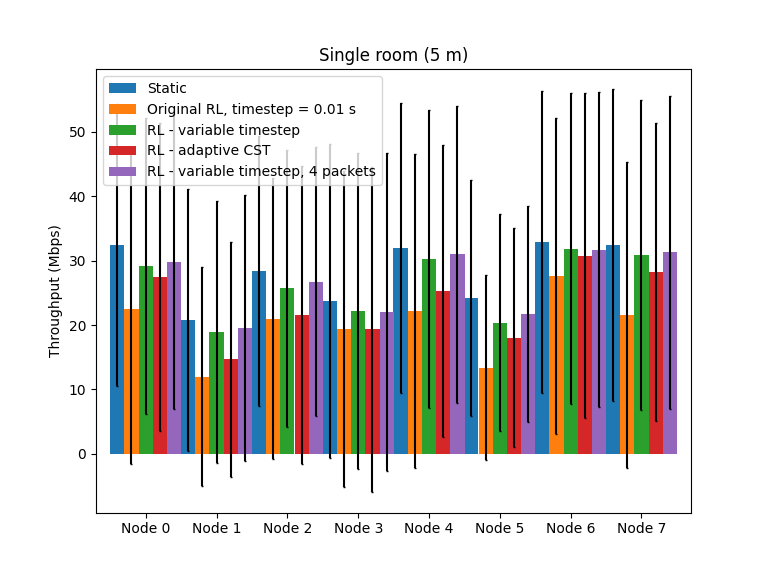 Single room (5 m)
Static
Original RL, timestep = 0.01 s
RL - variable timestep
RL - adaptive CST
RL - variable timestep, 4 packets
Throughput (Mbps)
50
40
30
20
10
0
Node 0 Node 1 Node 2 Node 3 Node 4 Node 5 Node 6 Node 7